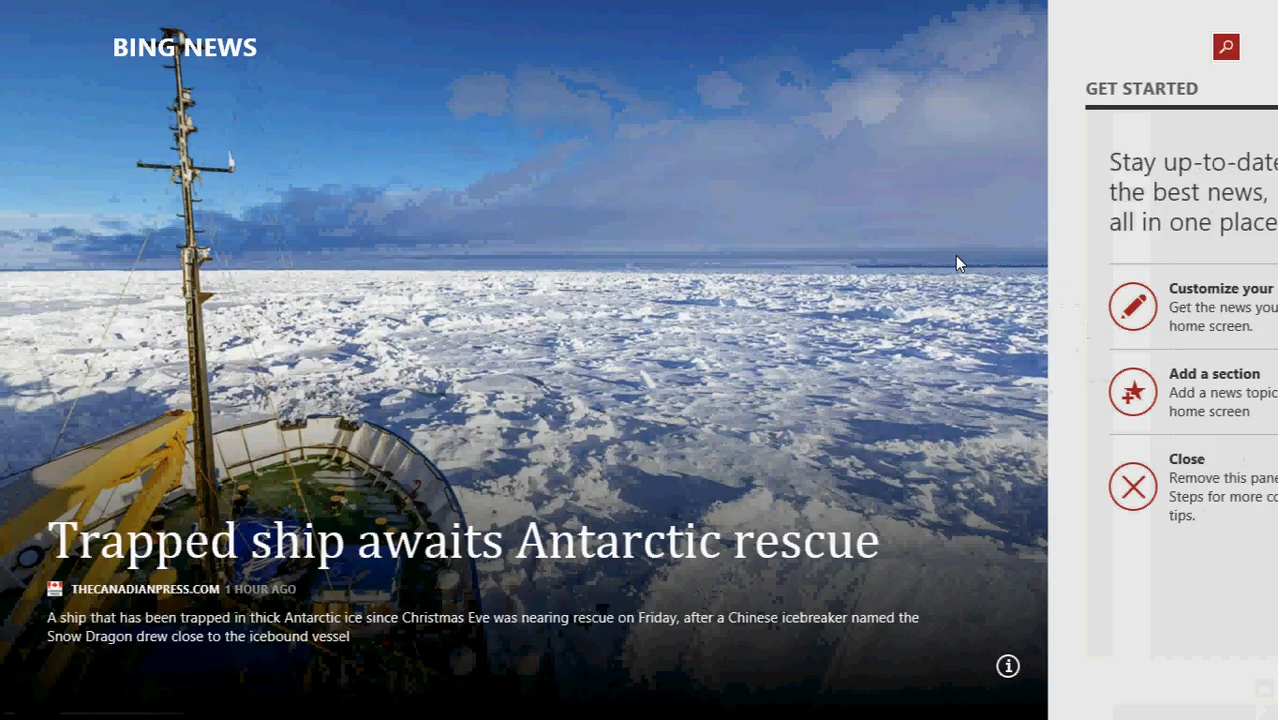 BING NEWS
GET STARTED
Stay up-to-date
the best news,
all in one place
Customize your
Get the news you
home screen.
Add a section
Add a news topic
home screen
Close
Remove this pane
Steps for more co
tips.
Trapped ship awaits Antarctic rescue
THECANADIANPRESS.COM 1 HOUR AGO
A ship that has been trapped in thick Antarctic ice since Christmas Eve was nearing rescue on Friday, after a Chinese icebreaker named the
Snow Dragon drew close to the icebound vessel